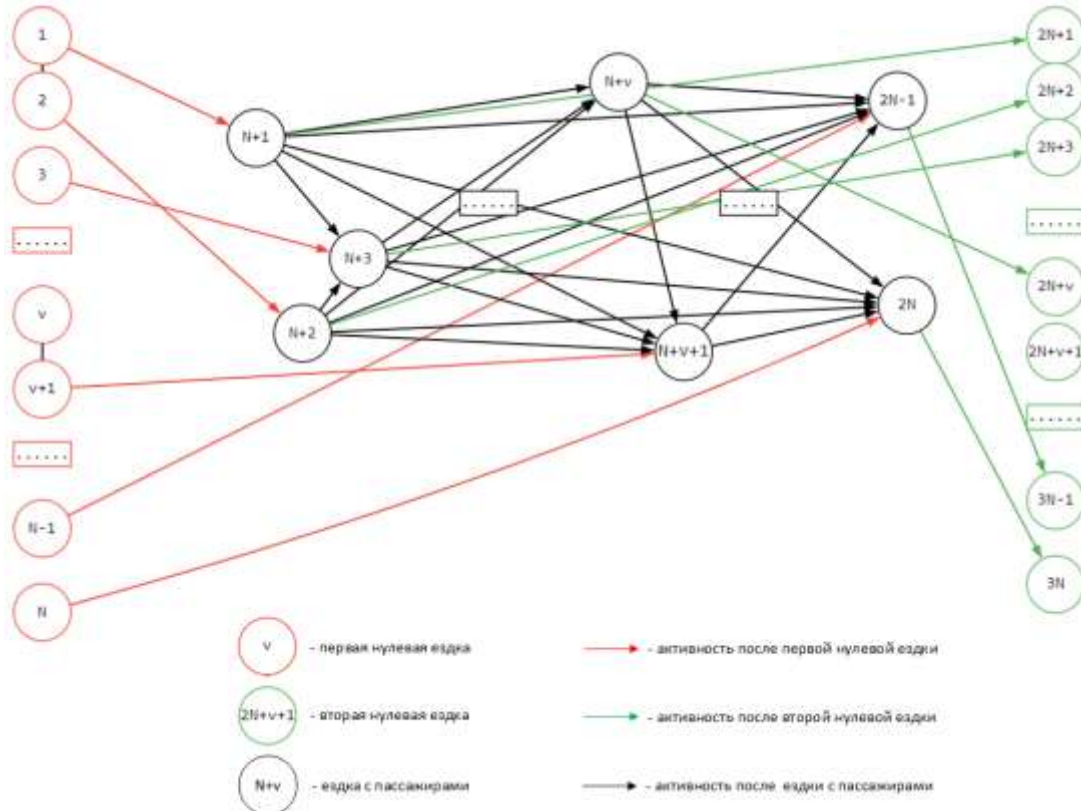 1
2
3
......
v
v+1
......
N-1
N
N+1
N+3
N+2
N+v
......
N+v+1
......
2N-1
2N
2N+1
2N+2
2N+3
......
2N+v
2N+v+1
......
3N-1
3N
v - первая нулевая ездка
- активность после первой нулевой ездки
2N+v+1 - вторая нулевая ездка
- активность после второй нулевой ездки
N+v - ездка с пассажирами
- активность после ездки с пассажирами